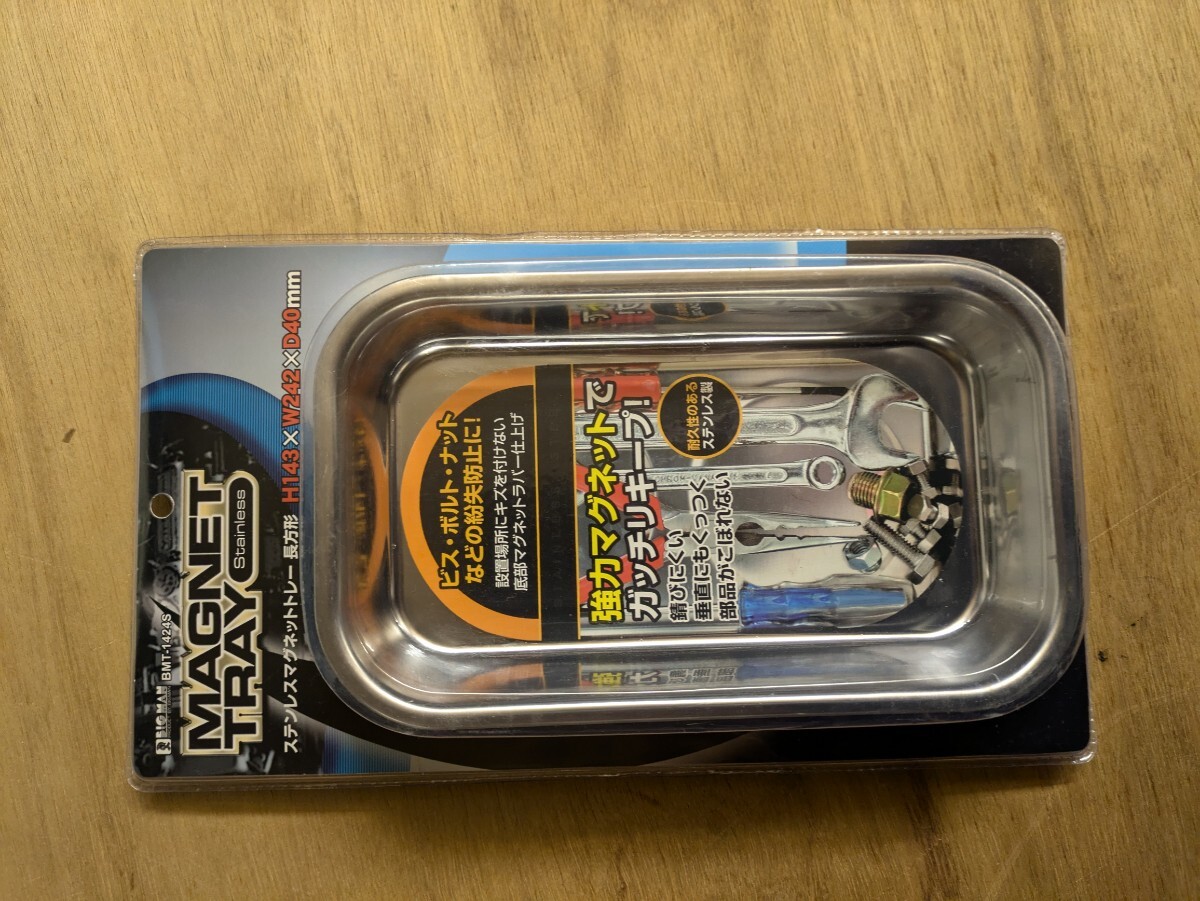 BIGMAN BMT-1424S
MAGNET
TRAY Stainless
ステンレスマグネットトレー 長方形 H143×W242×D40mm
ビス・ボルト・ナット
などの紛失防止に!
設置場所にキズを付けない
底部マグネットラバー仕上げ
強力マグネットで
ガッチリキープ!
耐久性のある
ステンレス製
錆びにくい
垂直にもくっつく
部品がこぼれない